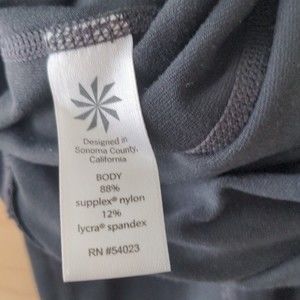 Designed in
Sonoma County,
California
BODY
88%
supplex® nylon
12%
lycra® spandex
RN #54023